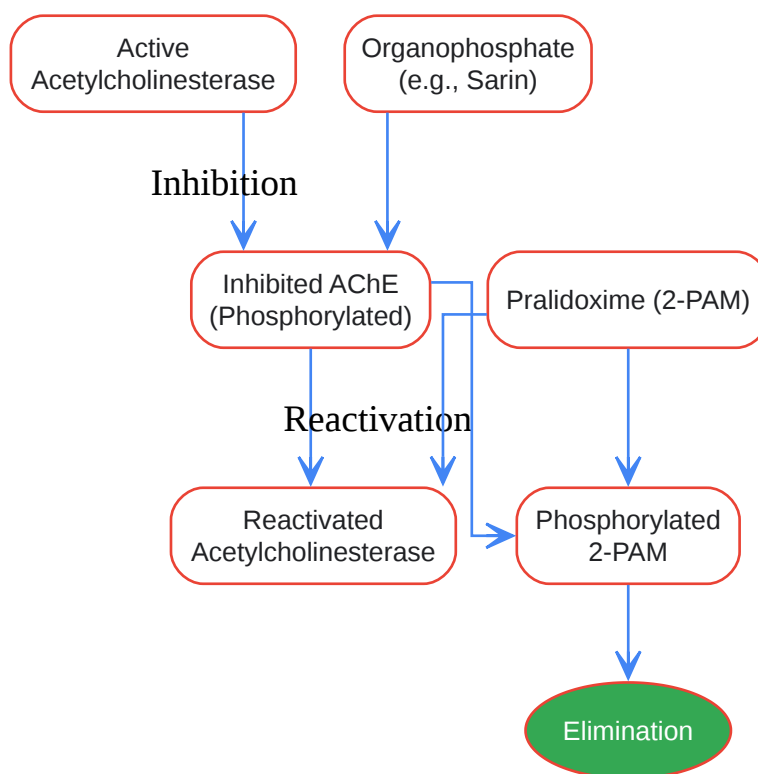 Active
Acetylcholinesterase
Organophosphate
(e.g., Sarin)
Inhibition
Inhibited AChE
(Phosphorylated)
Pralidoxime (2-PAM)
Reactivation
Reactivated
Acetylcholinesterase
Phosphorylated
2-PAM
Elimination